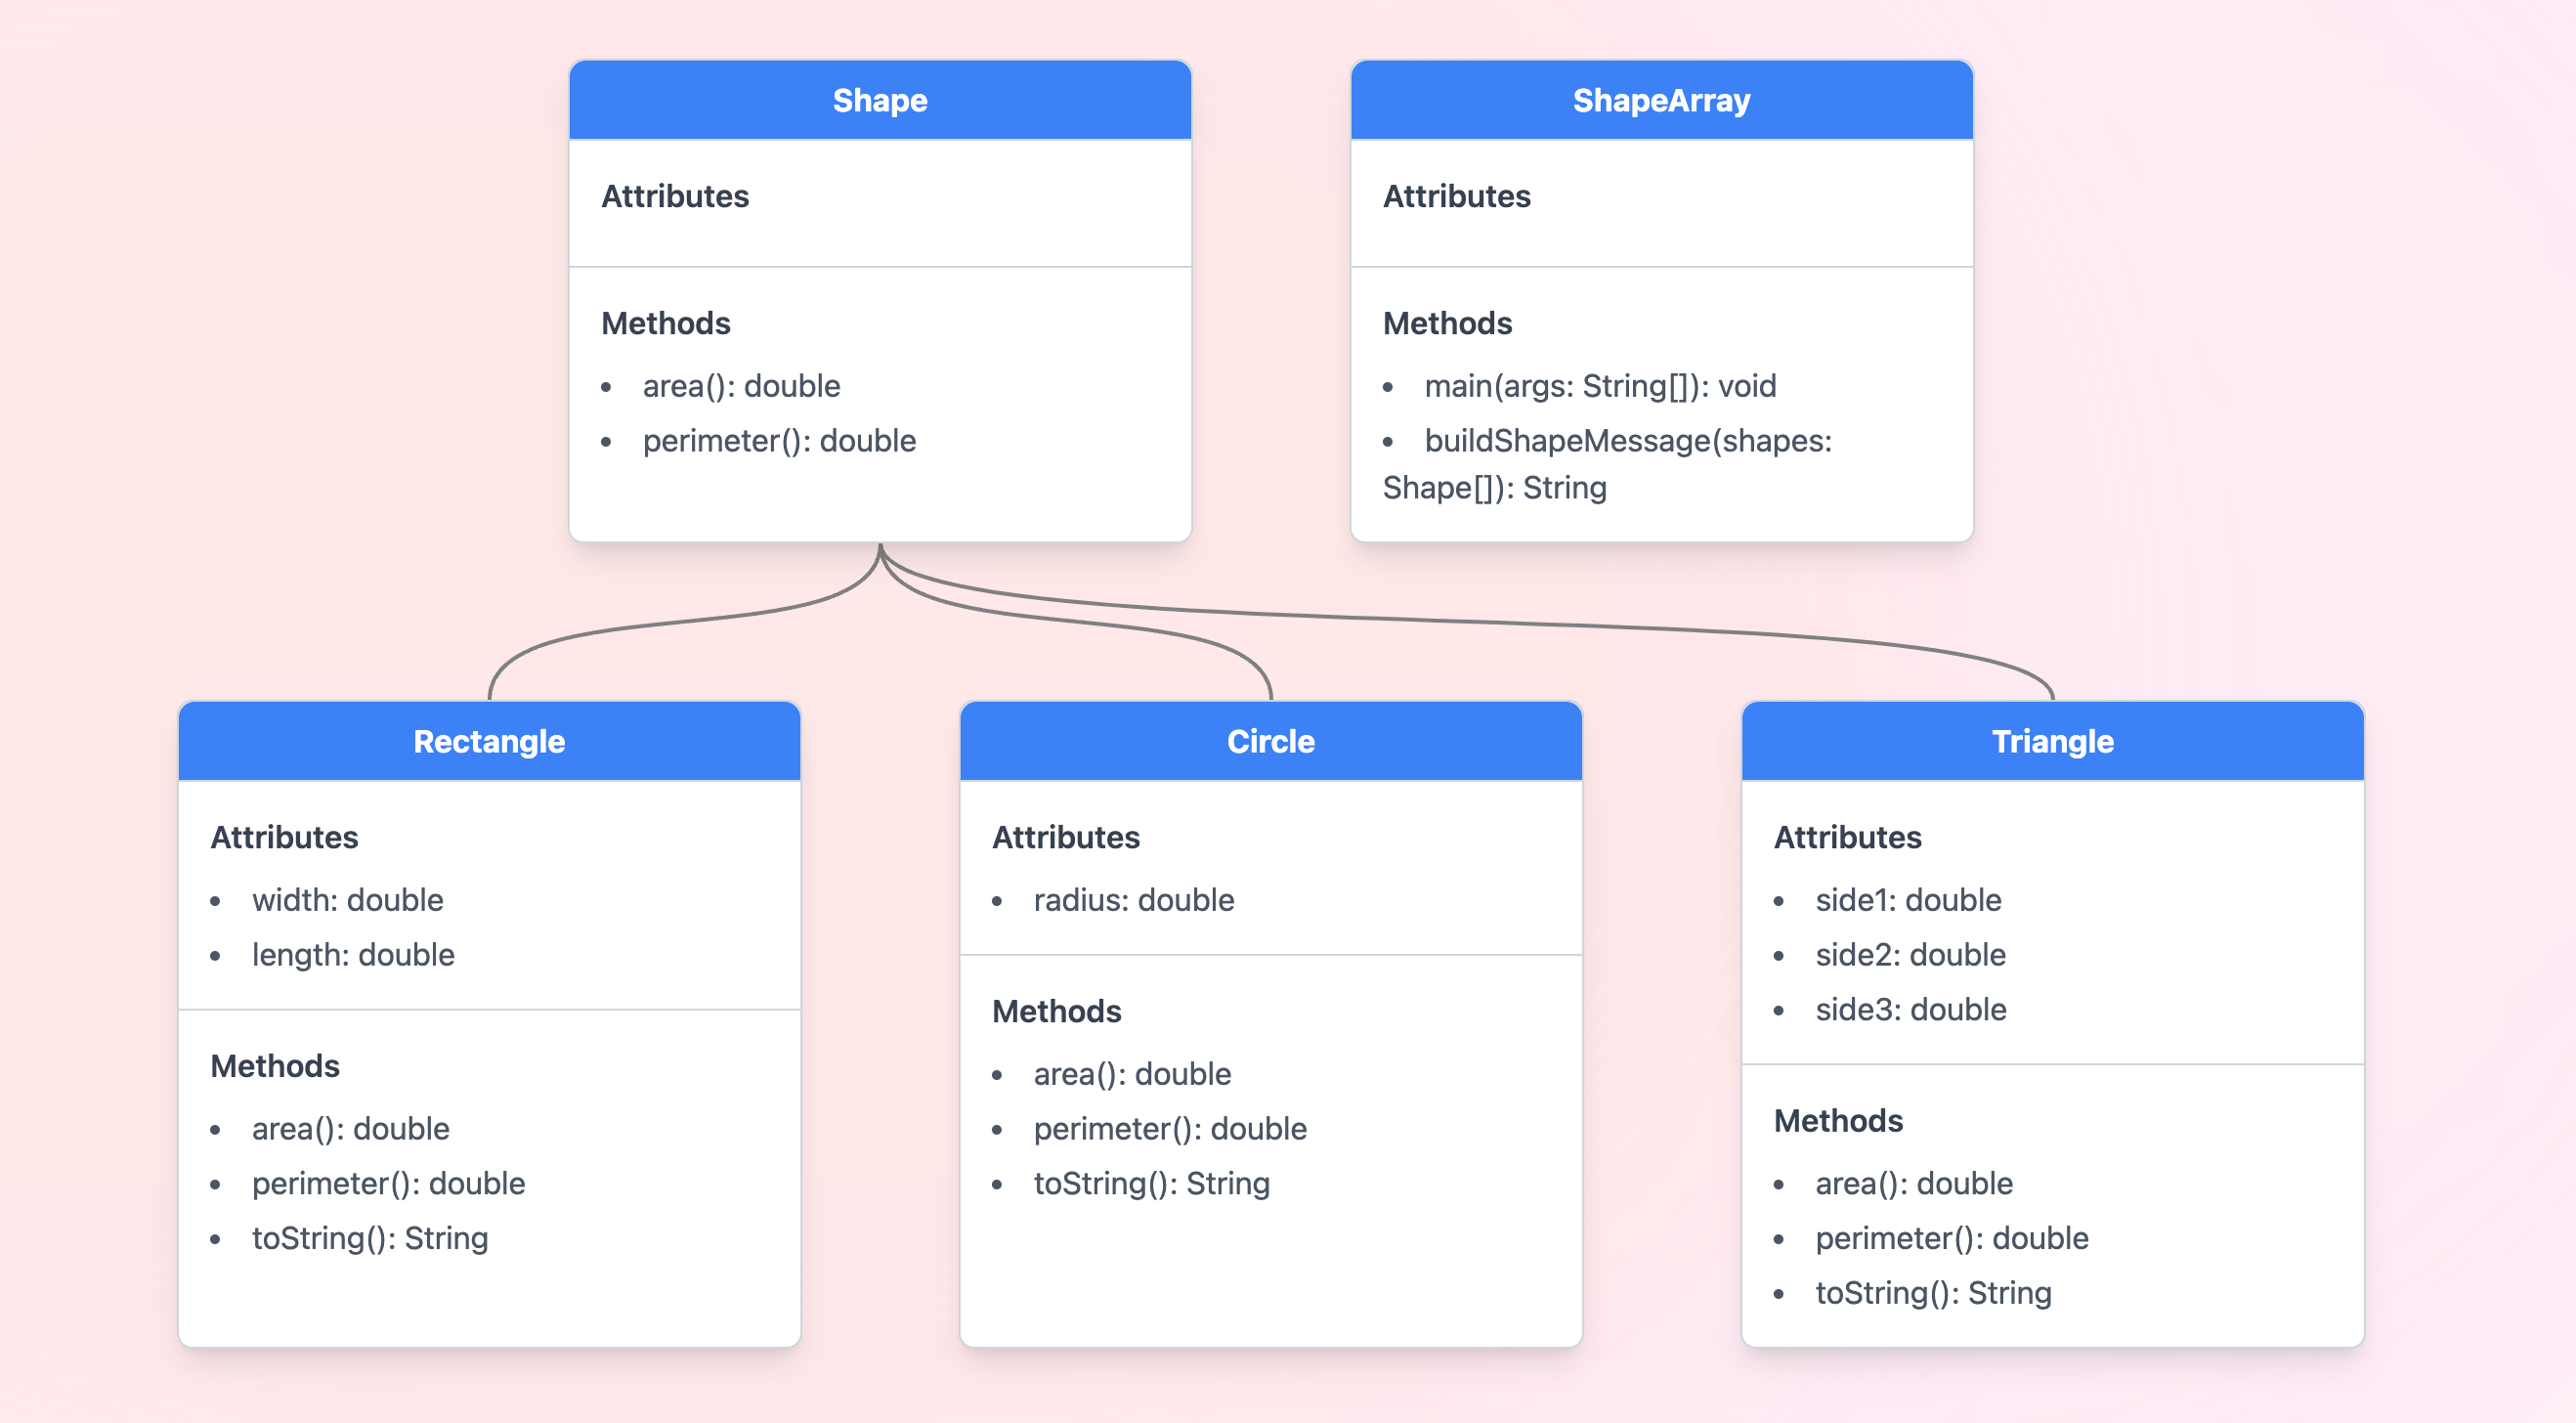 Shape
Attributes
Methods
• area(): double
• perimeter(): double
ShapeArray
Attributes
Methods
• main(args: String[]): void
• buildShapeMessage(shapes:
Shape[]): String
Rectangle
Attributes
• width: double
• length: double
Methods
• area(): double
• perimeter(): double
• toString(): String
Circle
Attributes
• radius: double
Methods
• area(): double
• perimeter(): double
• toString(): String
Triangle
Attributes
• side1: double
• side2: double
• side3: double
Methods
• area(): double
• perimeter(): double
• toString(): String